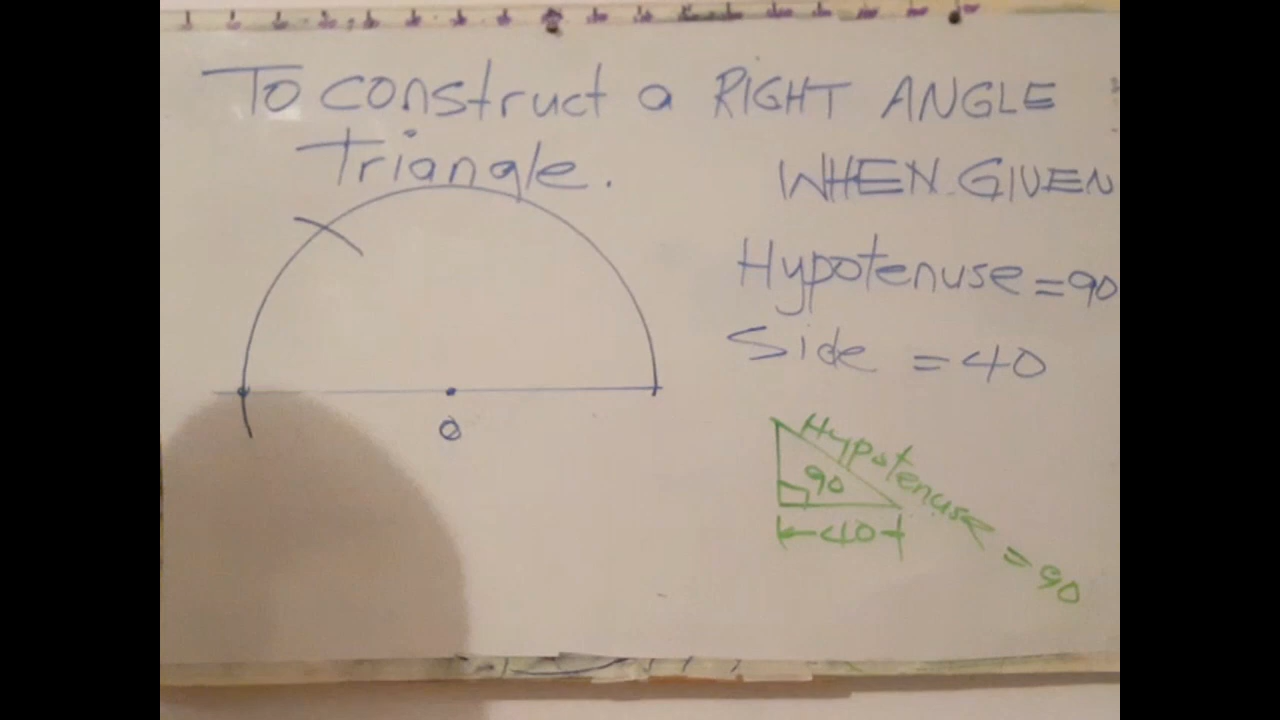 To construct a RIGHT ANGLE
Triangle.
WHEN GIVEN
Hypotenuse = 90
Side = 40
O
Hypotenuse = 90
90
40